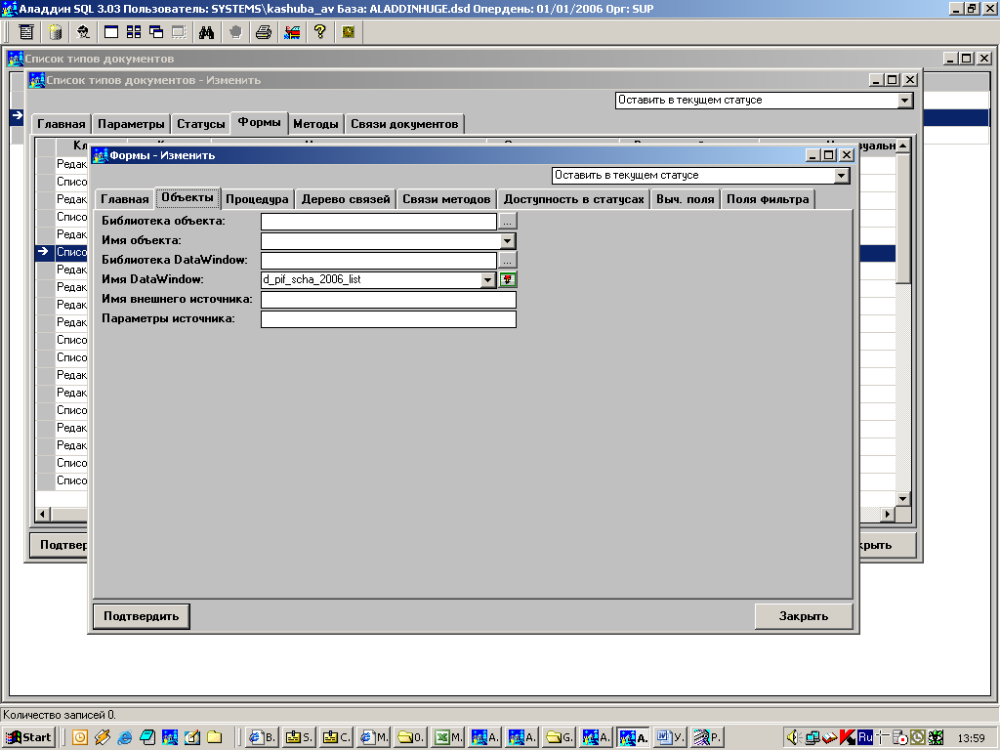 Аладдин SQL 3.03 Пользователь: SYSTEMS\kashuba_av База: ALADDINHUGE.dsd Опердень: 01/01/2006 Орг: SUP
Список типов документов
Список типов документов - Изменить
Оставить в текущем статусе
Главная Параметры Статусы Формы Методы Связи документов
Формы - Изменить
Оставить в текущем статусе
Главная Объекты Процедура Дерево связей Связи методов Доступность в статусах Выч. поля Поля фильтра
Библиотека объекта: ...
Имя объекта:
Библиотека DataWindow: ...
Имя DataWindow: d_pif_scha_2006_list
Имя внешнего источника:
Параметры источника:
Кл
Редак
Списо
Редак
Списо
Редак
Списо
Редак
Редак
Редак
Редак
Списо
Списо
Редак
Редак
Списо
Редак
Редак
Списо
Списо
Подтвер
крыть
Подтвердить Закрыть
Количество записей 0.
Start В. S. С. М. 0. М. А. А. G. А. А. У. Р. Ru 13:59